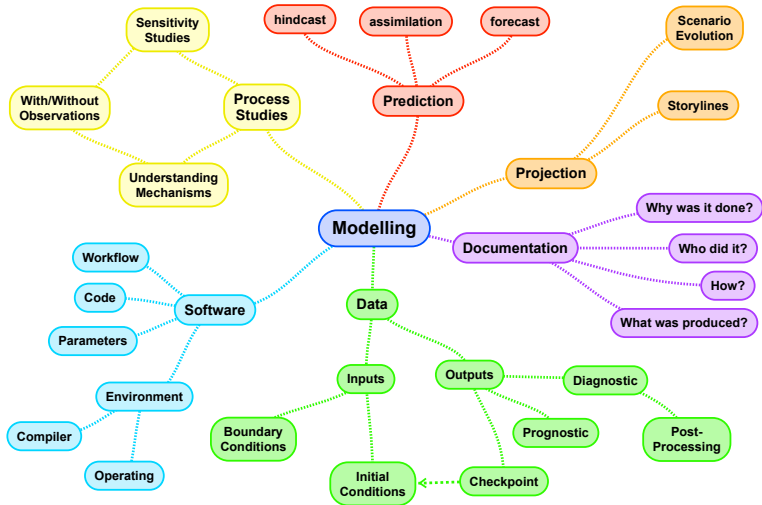 Sensitivity
Studies
hindcast
assimilation
forecast
Scenario
Evolution
With/Without
Observations
Process
Studies
Prediction
Storylines
Understanding
Mechanisms
Projection
Modelling
Why was it done?
Documentation
Who did it?
Workflow
How?
Code
Software
Data
What was produced?
Parameters
Inputs
Outputs
Diagnostic
Environment
Compiler
Boundary
Conditions
Prognostic
Post-
Processing
Operating
Initial
Conditions
Checkpoint